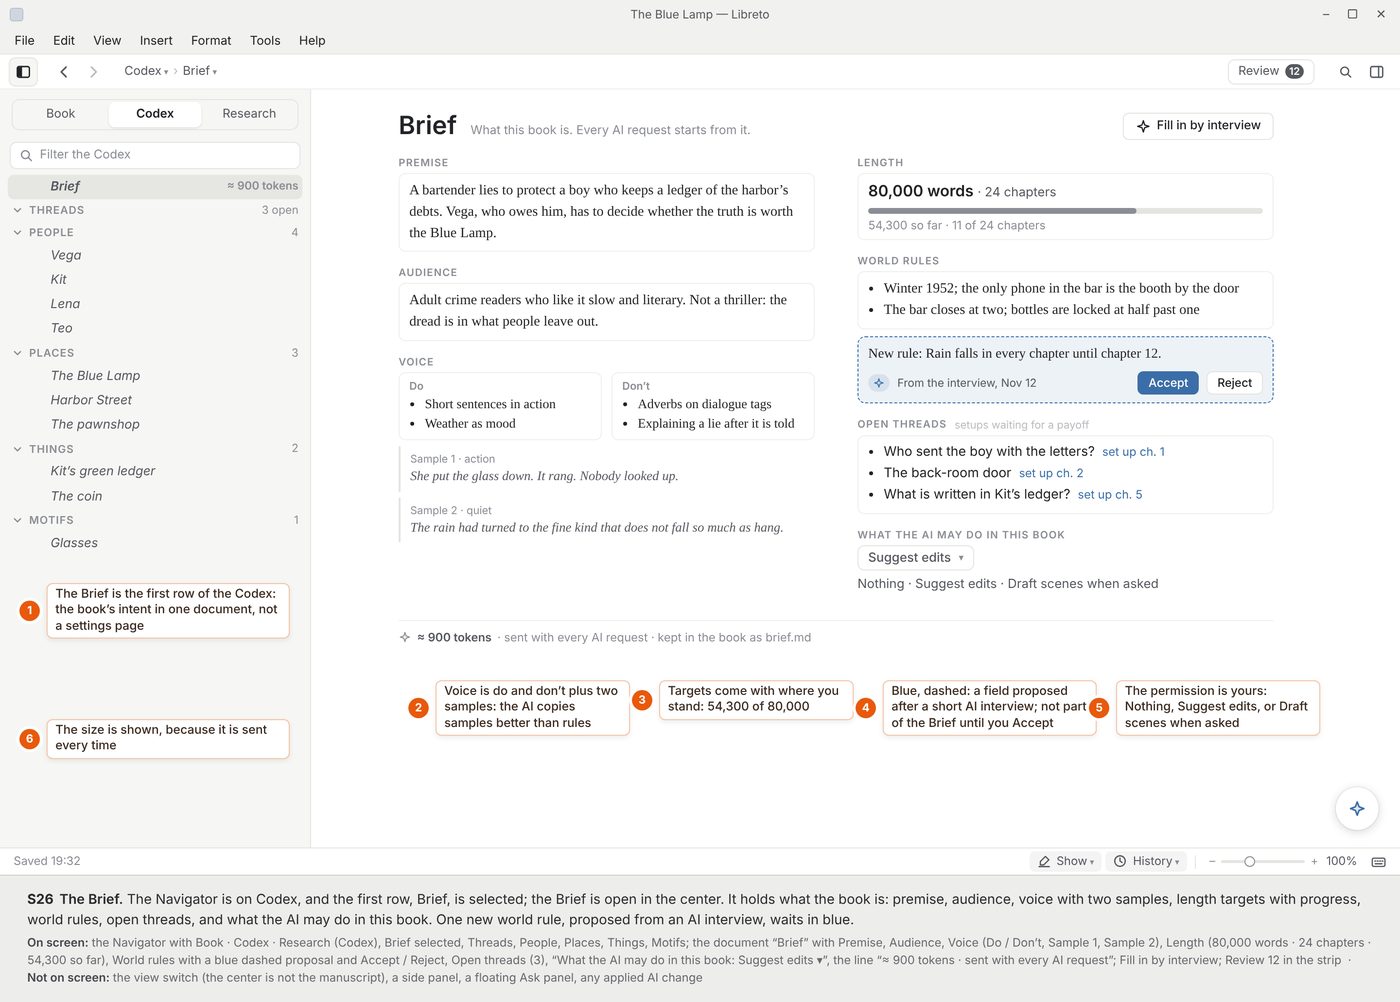 The Blue Lamp — Libreto
File Edit View Insert Format Tools Help
Codex ▾ › Brief ▾
Review 12
Book Codex Research
Filter the Codex
Brief ≈ 900 tokens
THREADS 3 open
PEOPLE 4
Vega
Kit
Lena
Teo
PLACES 3
The Blue Lamp
Harbor Street
The pawnshop
THINGS 2
Kit’s green ledger
The coin
MOTIFS 1
Glasses
1
The Brief is the first row of the Codex:
the book’s intent in one document, not
a settings page
6
The size is shown, because it is sent
every time
Brief What this book is. Every AI request starts from it.
Fill in by interview
PREMISE
A bartender lies to protect a boy who keeps a ledger of the harbor’s
debts. Vega, who owes him, has to decide whether the truth is worth
the Blue Lamp.
AUDIENCE
Adult crime readers who like it slow and literary. Not a thriller: the
dread is in what people leave out.
VOICE
Do
• Short sentences in action
• Weather as mood
Don’t
• Adverbs on dialogue tags
• Explaining a lie after it is told
Sample 1 · action
She put the glass down. It rang. Nobody looked up.
Sample 2 · quiet
The rain had turned to the fine kind that does not fall so much as hang.
LENGTH
80,000 words · 24 chapters
54,300 so far · 11 of 24 chapters
WORLD RULES
• Winter 1952; the only phone in the bar is the booth by the door
• The bar closes at two; bottles are locked at half past one
New rule: Rain falls in every chapter until chapter 12.
From the interview, Nov 12
Accept Reject
OPEN THREADS setups waiting for a payoff
• Who sent the boy with the letters? set up ch. 1
• The back-room door set up ch. 2
• What is written in Kit’s ledger? set up ch. 5
WHAT THE AI MAY DO IN THIS BOOK
Suggest edits ▾
Nothing · Suggest edits · Draft scenes when asked
≈ 900 tokens · sent with every AI request · kept in the book as brief.md
2
Voice is do and don’t plus two
samples: the AI copies
samples better than rules
3
Targets come with where you
stand: 54,300 of 80,000
4
Blue, dashed: a field proposed
after a short AI interview; not part
of the Brief until you Accept
5
The permission is yours:
Nothing, Suggest edits, or Draft
scenes when asked
Saved 19:32
Show ▾ History ▾ − + 100%
S26 The Brief. The Navigator is on Codex, and the first row, Brief, is selected; the Brief is open in the center. It holds what the book is: premise, audience, voice with two samples, length targets with progress,
world rules, open threads, and what the AI may do in this book. One new world rule, proposed from an AI interview, waits in blue.
On screen: the Navigator with Book · Codex · Research (Codex), Brief selected, Threads, People, Places, Things, Motifs; the document “Brief” with Premise, Audience, Voice (Do / Don’t, Sample 1, Sample 2), Length (80,000 words · 24 chapters ·
54,300 so far), World rules with a blue dashed proposal and Accept / Reject, Open threads (3), “What the AI may do in this book: Suggest edits ▾”, the line “≈ 900 tokens · sent with every AI request”; Fill in by interview; Review 12 in the strip ·
Not on screen: the view switch (the center is not the manuscript), a side panel, a floating Ask panel, any applied AI change